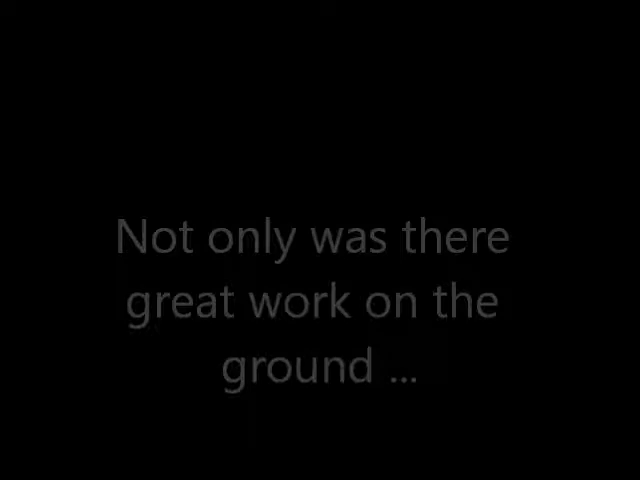 Not only was there
great work on the
ground ...